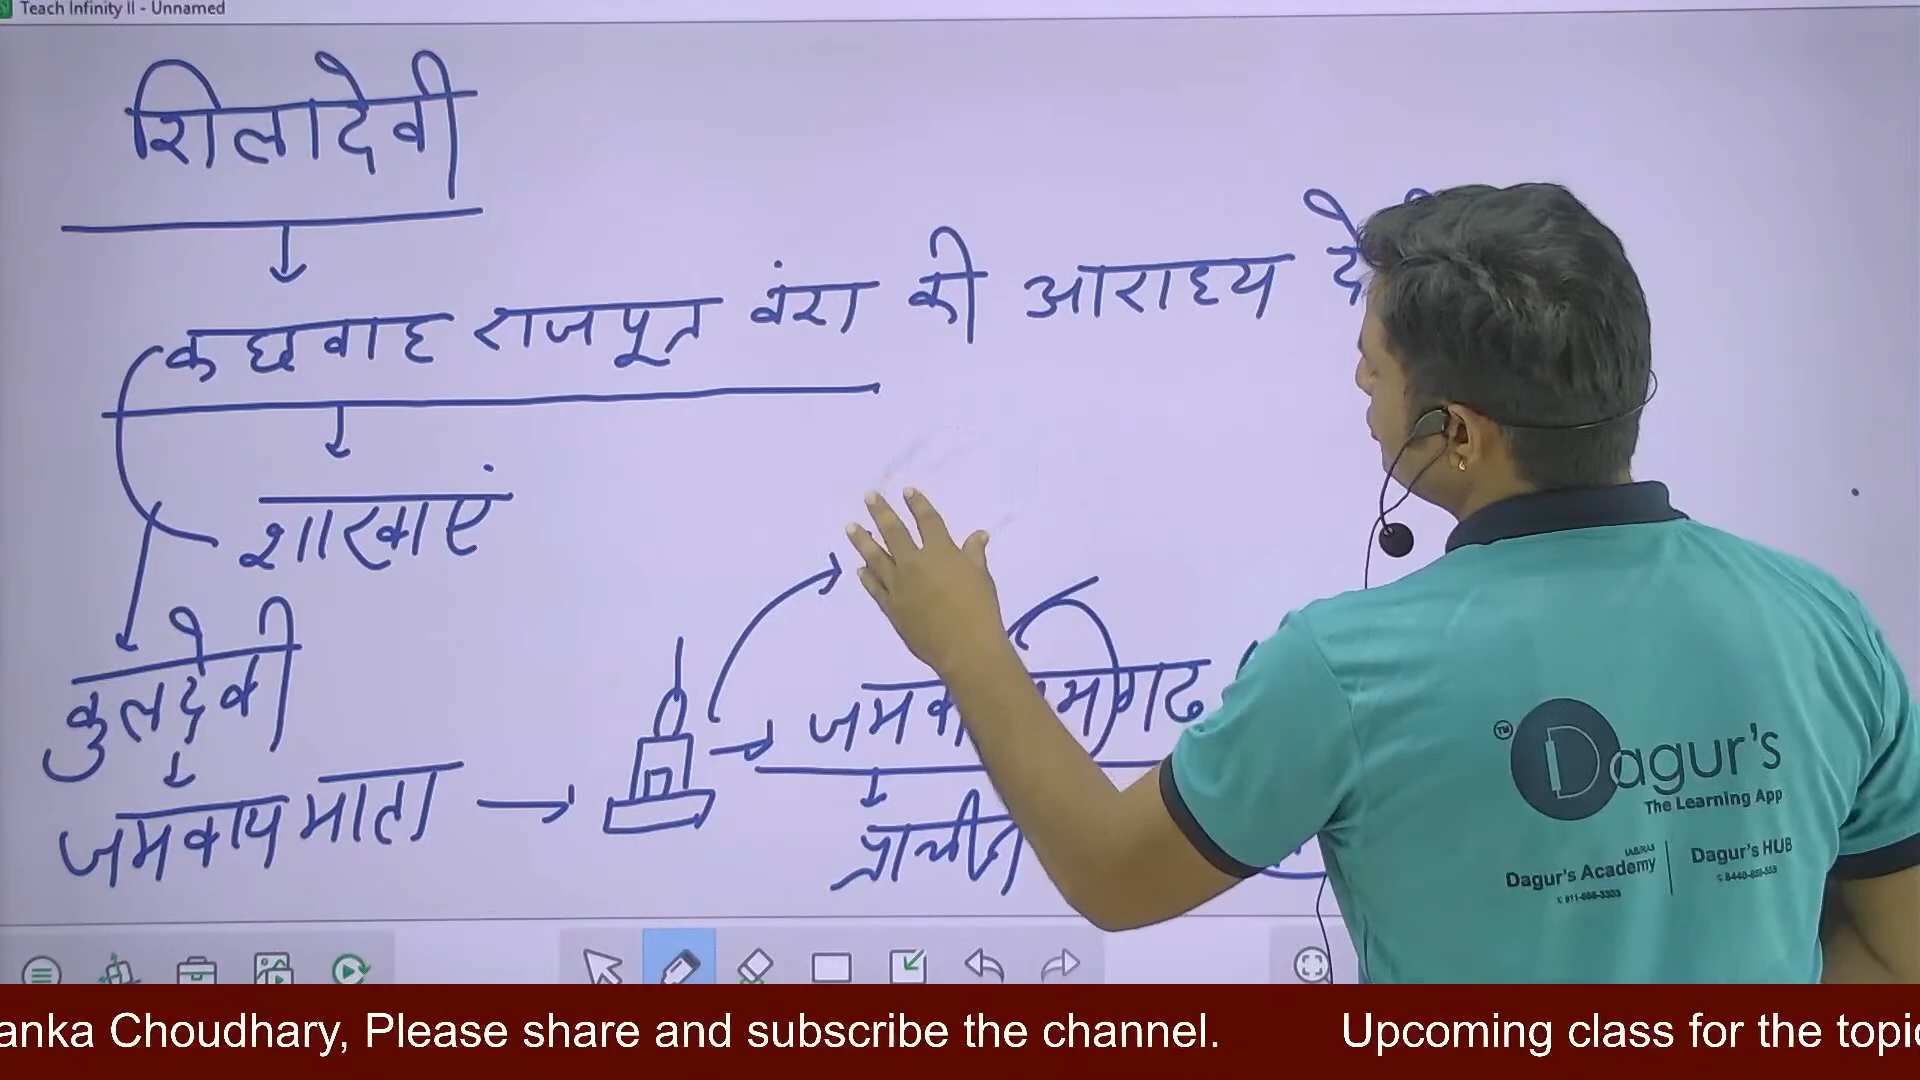 Teach Infinity II - Unnamed
शिलादेवी
कछवाह राजपूत वंश की आराध्य
शाखाएं
कुलदेवी
जमवाय माता
प्राचीन
TM
Dagur's
The Learning App
Dagur's Academy
Dagur's HUB
anka Choudhary, Please share and subscribe the channel.
Upcoming class for the topic